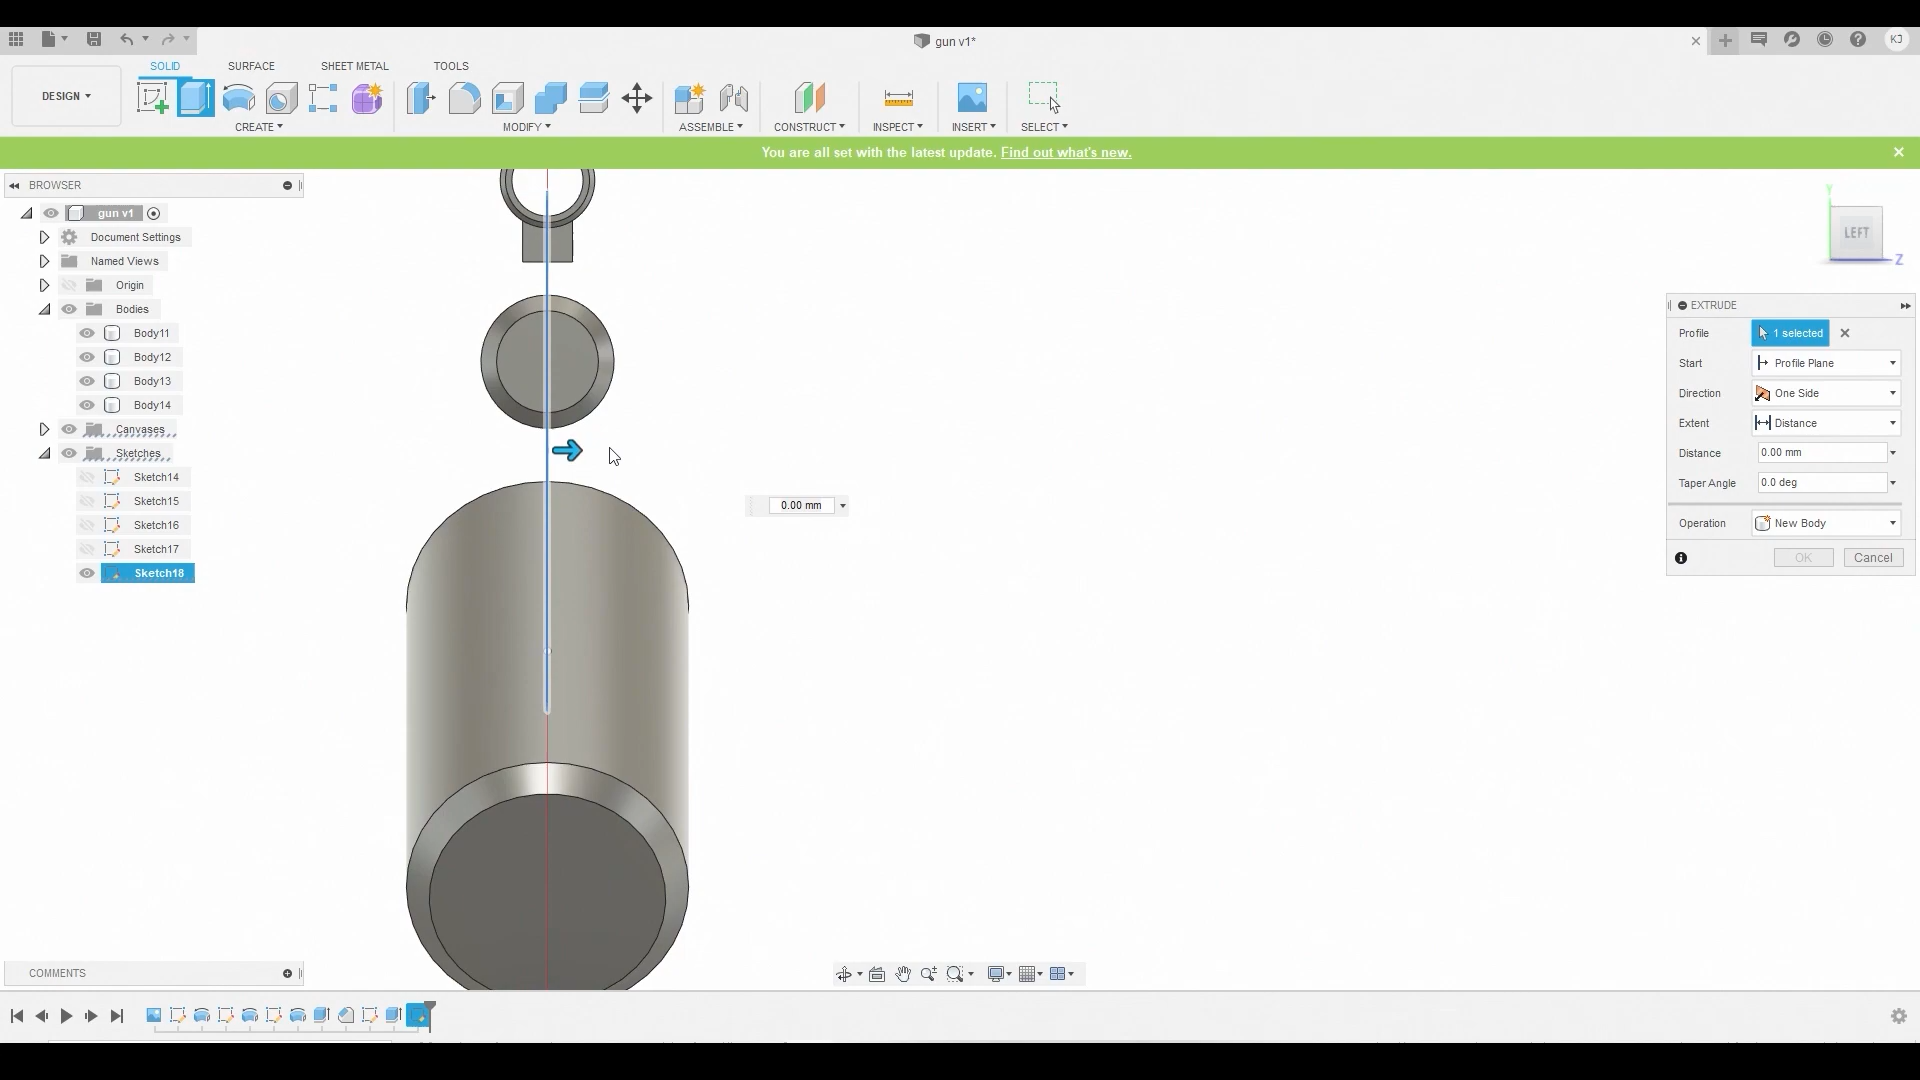 gun v1*
KJ
SOLID SURFACE SHEET METAL TOOLS
DESIGN
CREATE MODIFY ASSEMBLE CONSTRUCT INSPECT INSERT SELECT
You are all set with the latest update. Find out what's new.
BROWSER
gun v1
Document Settings
Named Views
Origin
Bodies
Body11
Body12
Body13
Body14
Canvases
Sketches
Sketch14
Sketch15
Sketch16
Sketch17
Sketch18
0.00 mm
Y
LEFT
Z
EXTRUDE
Profile 1 selected
Start Profile Plane
Direction One Side
Extent Distance
Distance 0.00 mm
Taper Angle 0.0 deg
Operation New Body
OK Cancel
COMMENTS